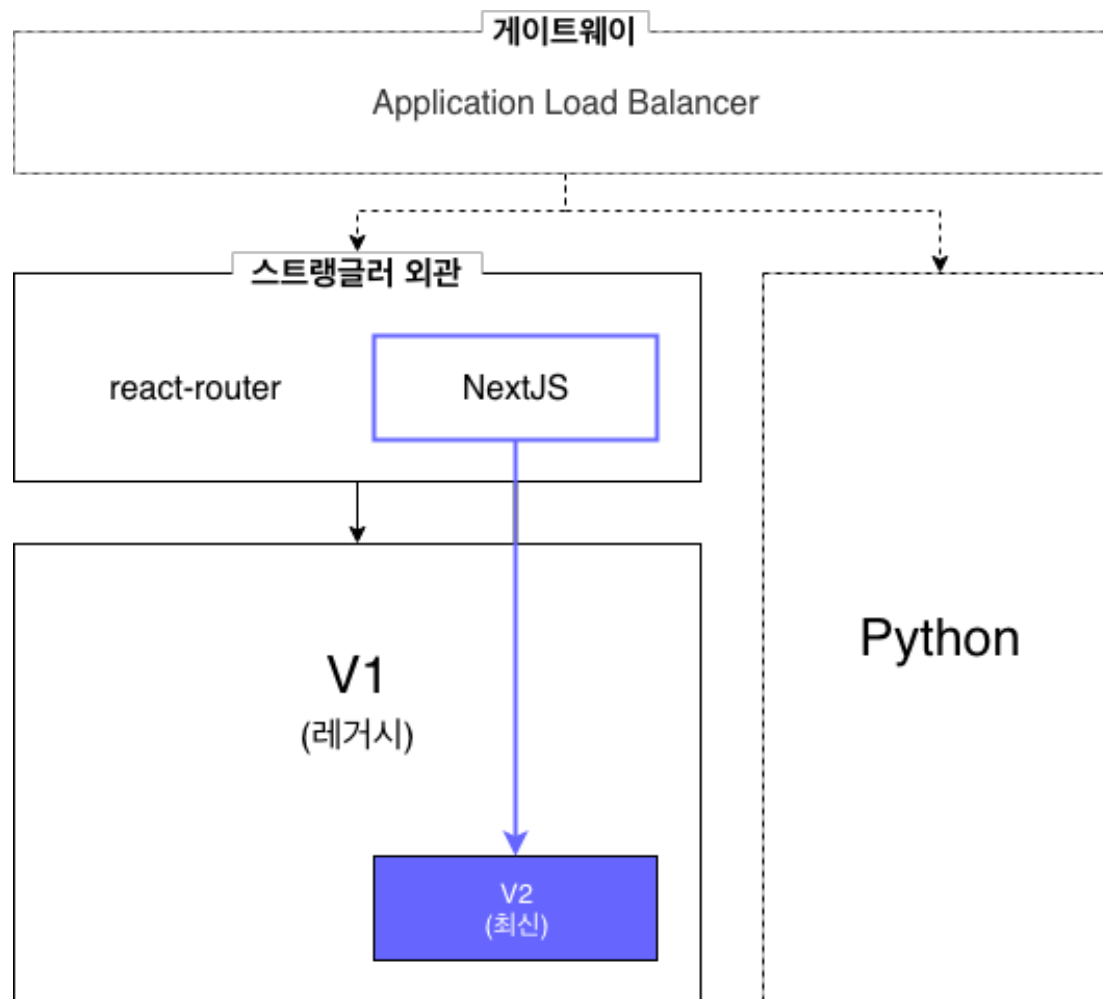 게이트웨이
Application Load Balancer
스트랭글러 외관
react-router
NextJS
V1
(레거시)
Python
V2
(최신)